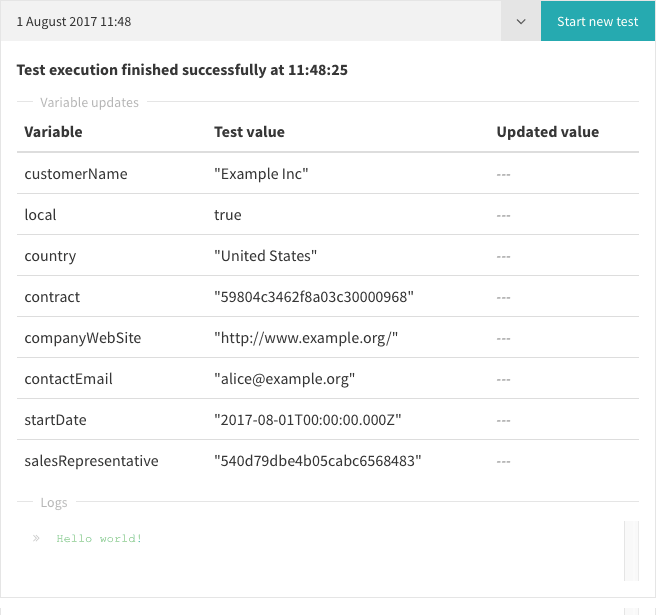 1 August 2017 11:48 Start new test
Test execution finished successfully at 11:48:25
Variable updates
Variable Test value Updated value
customerName "Example Inc" ---
local true ---
country "United States" ---
contract "59804c3462f8a03c30000968" ---
companyWebSite "http://www.example.org/" ---
contactEmail "alice@example.org" ---
startDate "2017-08-01T00:00:00.000Z" ---
salesRepresentative "540d79dbe4b05cabc6568483" ---
Logs
» Hello world!